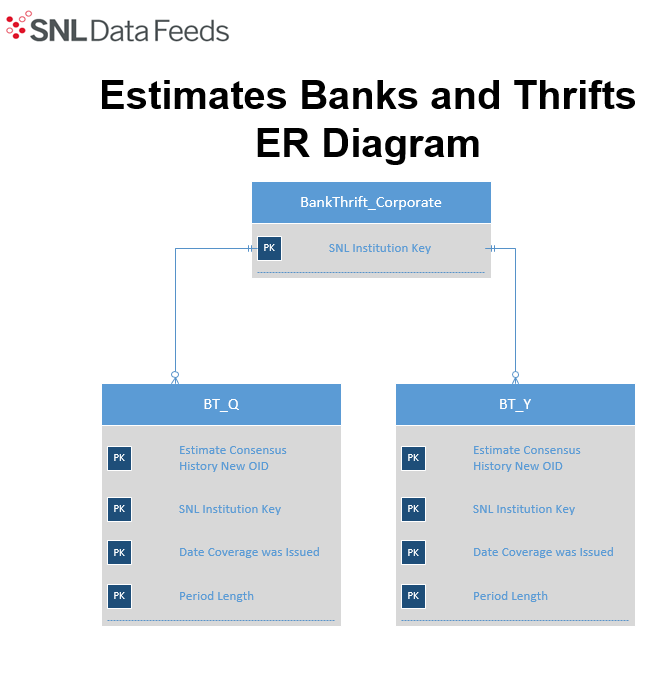 SNL Data Feeds
Estimates Banks and Thrifts
ER Diagram
BankThrift_Corporate
PK SNL Institution Key
BT_Q
PK Estimate Consensus
History New OID
PK SNL Institution Key
PK Date Coverage was Issued
PK Period Length
BT_Y
PK Estimate Consensus
History New OID
PK SNL Institution Key
PK Date Coverage was Issued
PK Period Length